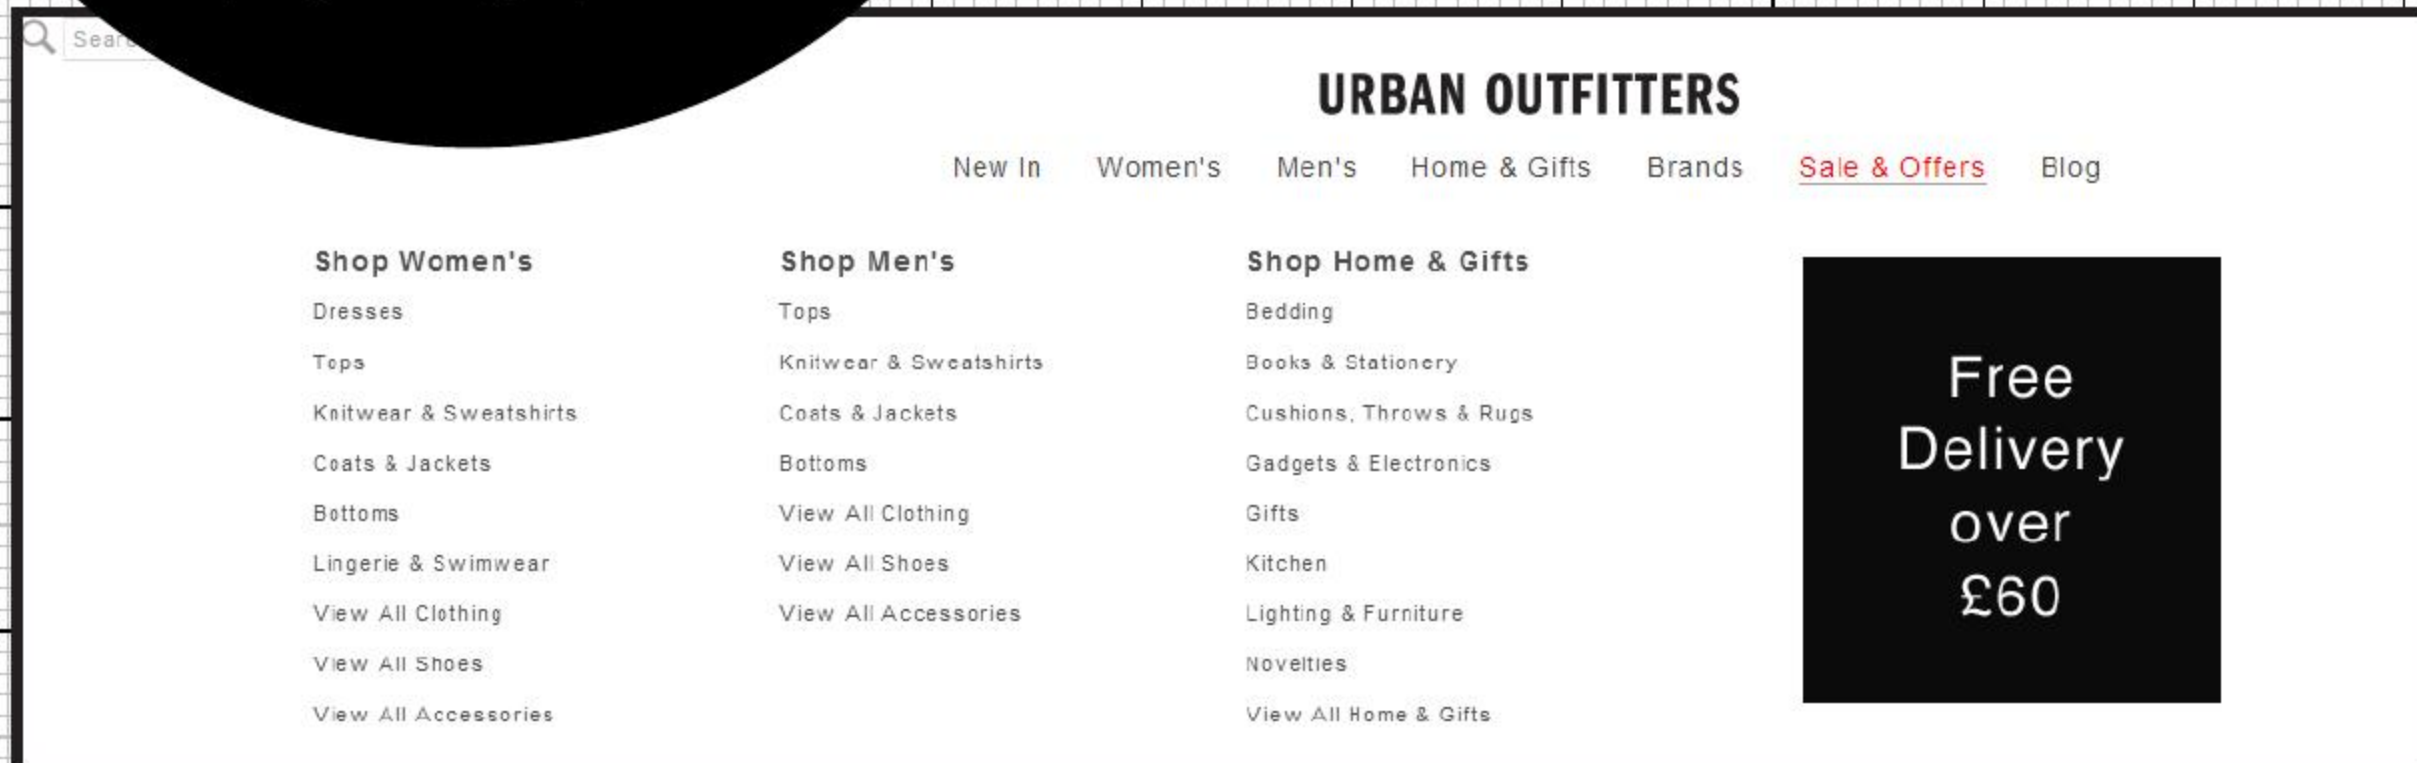 URBAN OUTFITTERS
New In Women's Men's Home & Gifts Brands Sale & Offers Blog
Shop Women's
Dresses
Tops
Knitwear & Sweatshirts
Coats & Jackets
Bottoms
Lingerie & Swimwear
View All Clothing
View All Shoes
View All Accessories
Shop Men's
Tops
Knitwear & Sweatshirts
Coats & Jackets
Bottoms
View All Clothing
View All Shoes
View All Accessories
Shop Home & Gifts
Bedding
Books & Stationery
Cushions, Throws & Rugs
Gadgets & Electronics
Gifts
Kitchen
Lighting & Furniture
Novelties
View All Home & Gifts
Free
Delivery
over
£60